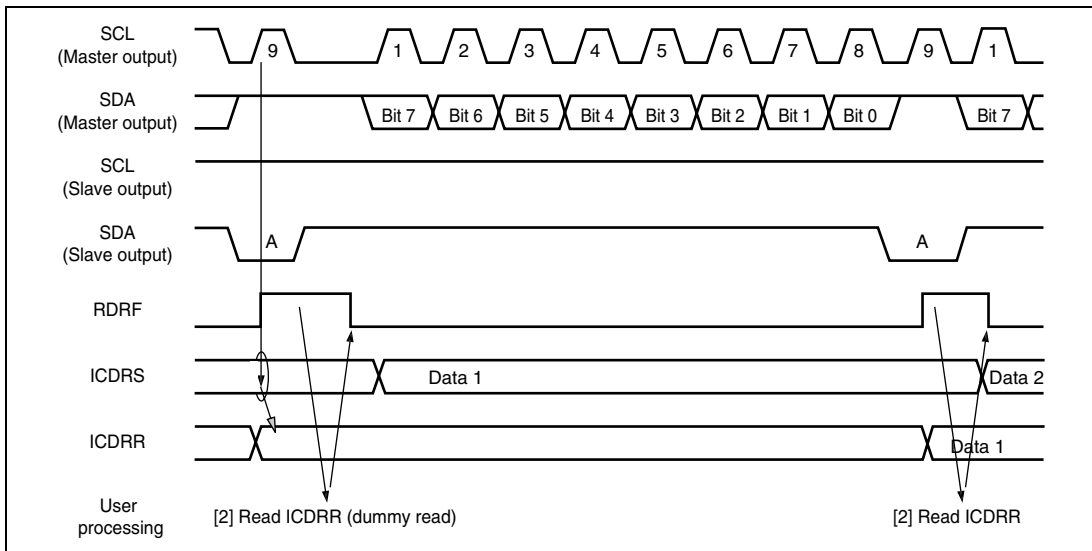 SCL
(Master output)
9 1 2 3 4 5 6 7 8 9 1
SDA
(Master output)
Bit 7 Bit 6 Bit 5 Bit 4 Bit 3 Bit 2 Bit 1 Bit 0 Bit 7
SCL
(Slave output)
SDA
(Slave output)
A A
RDRF
ICDRS
Data 1 Data 2
ICDRR
Data 1
User
processing
[2] Read ICDRR (dummy read) [2] Read ICDRR